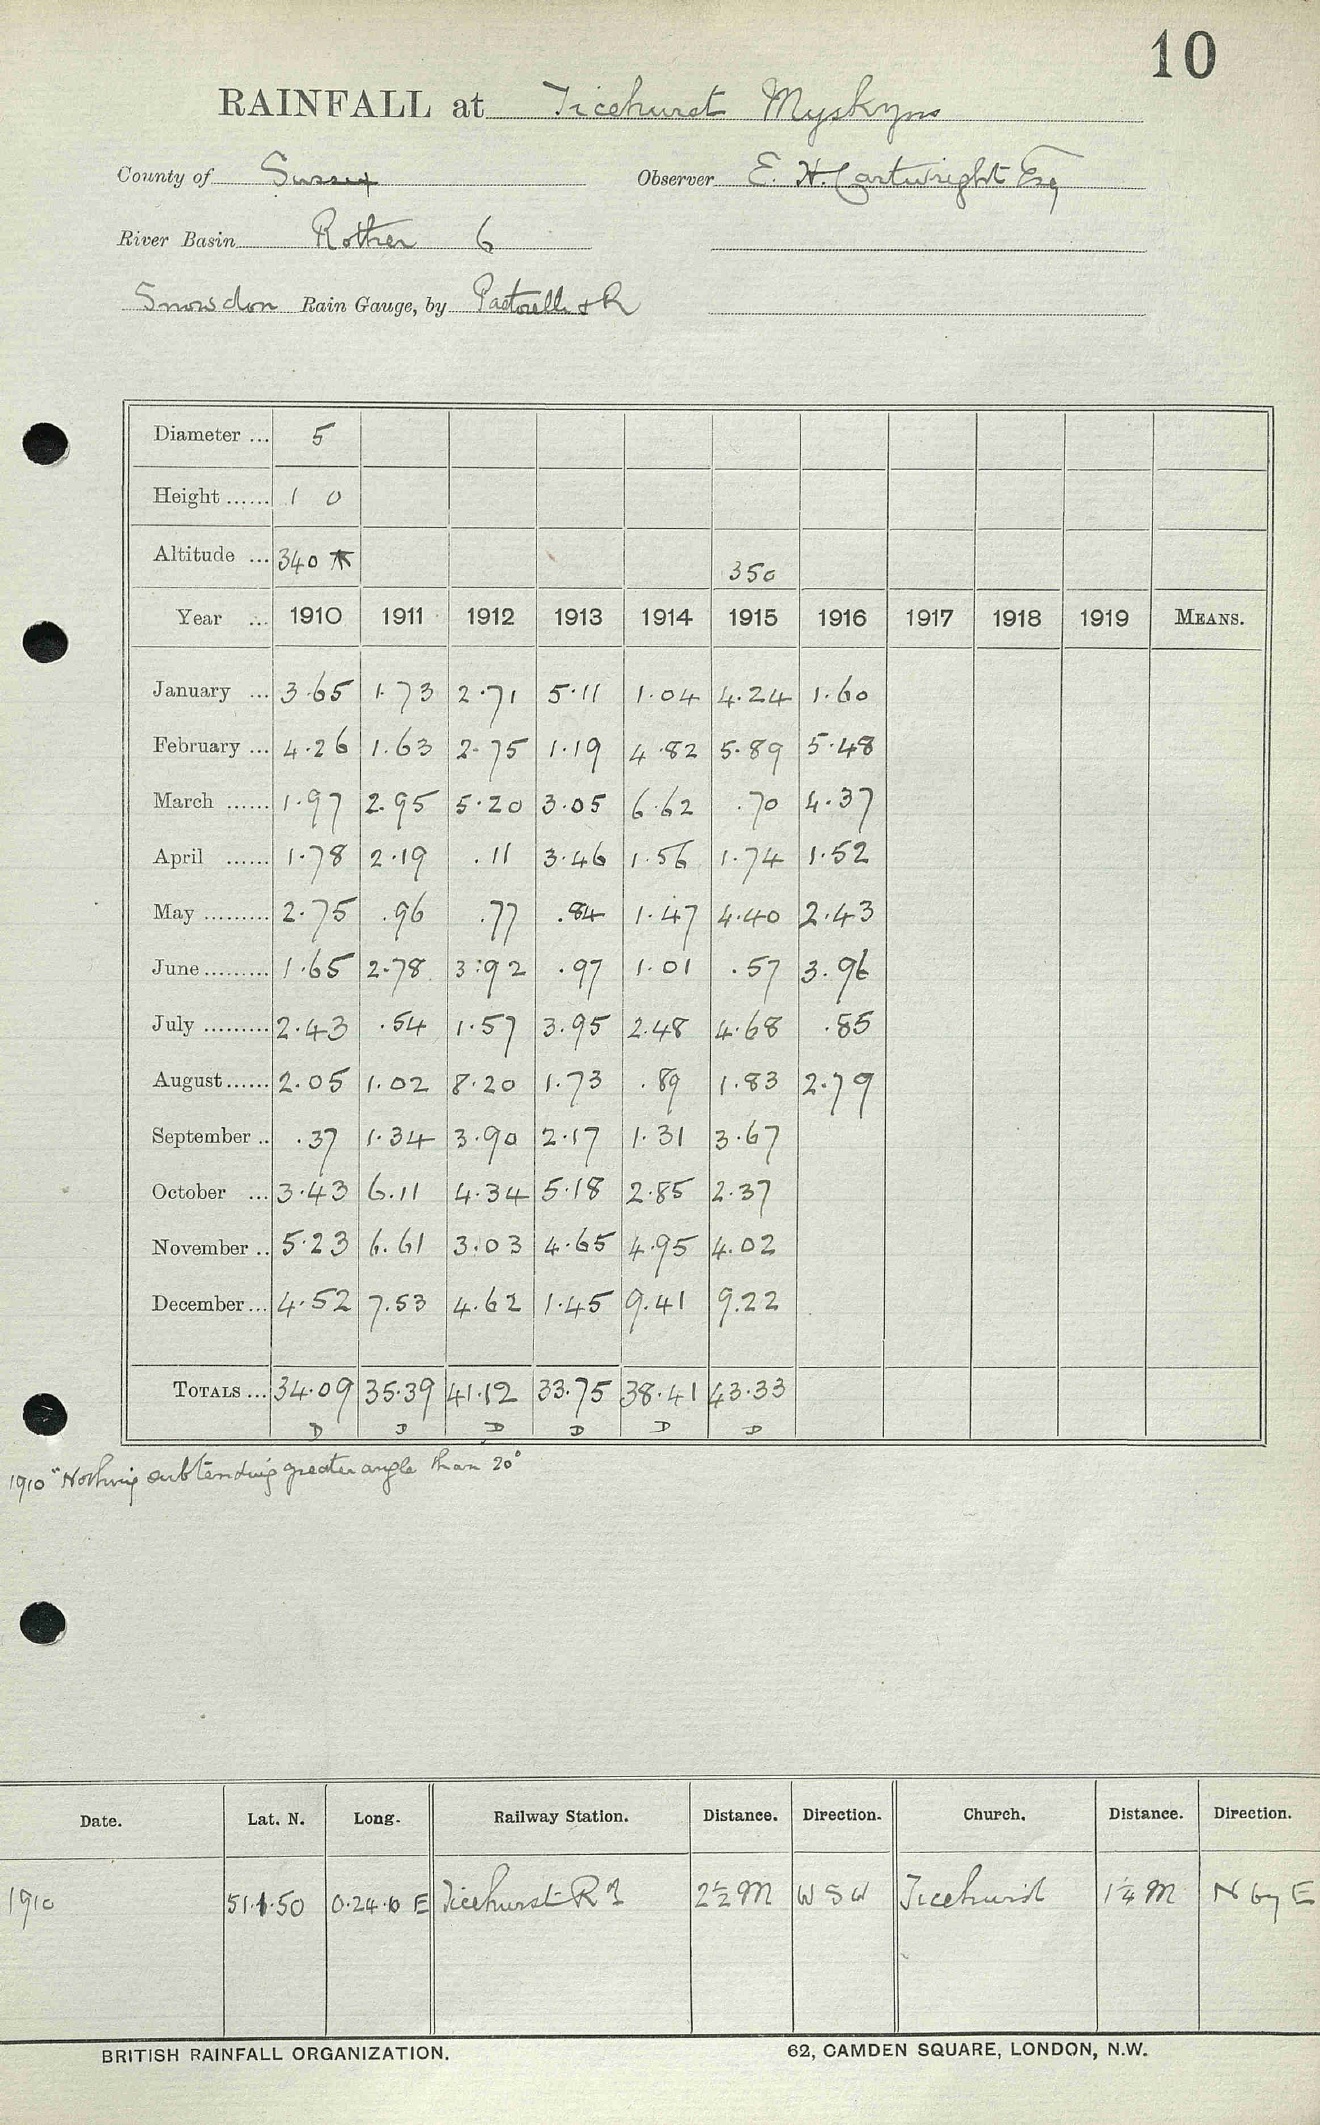 10
RAINFALL at Ticehurst Myskyns
County of Sussex Observer E. H. Cartwright Esq
River Basin Rother 6
Snowdon Rain Gauge, by Pastorelli & R
Diameter ... 5
Height ...... 1 0
Altitude ... 340 350
Year ... 1910 1911 1912 1913 1914 1915 1916 1917 1918 1919 MEANS.
January ... 3.65 1.73 2.71 5.11 1.04 4.24 1.60
February ... 4.26 1.63 2.75 1.19 4.82 5.89 5.48
March ...... 1.97 2.95 5.20 3.05 6.62 .70 4.37
April ...... 1.78 2.19 .11 3.46 1.56 1.74 1.52
May ......... 2.75 .96 .77 .84 1.47 4.40 2.43
June ......... 1.65 2.78 3.92 .97 1.01 .57 3.96
July ......... 2.43 .54 1.57 3.95 2.48 4.68 .85
August ...... 2.05 1.02 8.20 1.73 .89 1.83 2.79
September .. .37 1.34 3.90 2.17 1.31 3.67
October ... 3.43 6.11 4.34 5.18 2.85 2.37
November .. 5.23 6.61 3.03 4.65 4.95 4.02
December ... 4.52 7.53 4.62 1.45 9.41 9.22
TOTALS ... 34.09 35.39 41.12 33.75 38.41 43.33
D D D D D D
1910 "Nothing subtending greater angle than 20°
Date. Lat. N. Long. Railway Station. Distance. Direction. Church. Distance. Direction.
1910 51.1.50 0.24.0 E Ticehurst Rd 2½ M W S W Ticehurst 1¼ M N by E
BRITISH RAINFALL ORGANIZATION. 62, CAMDEN SQUARE, LONDON, N.W.